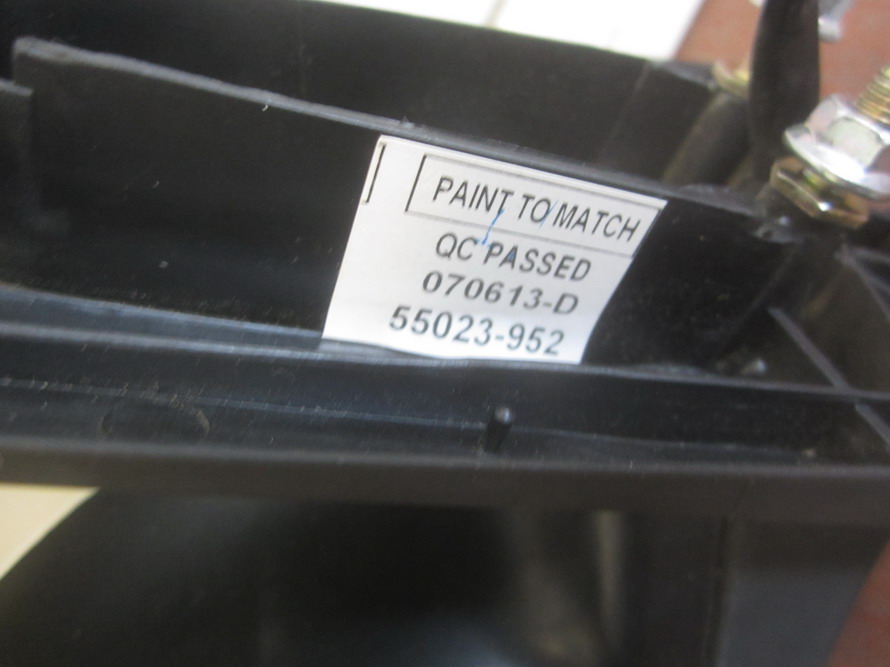 PAINT TO MATCH
QC PASSED
070613-D
55023-952